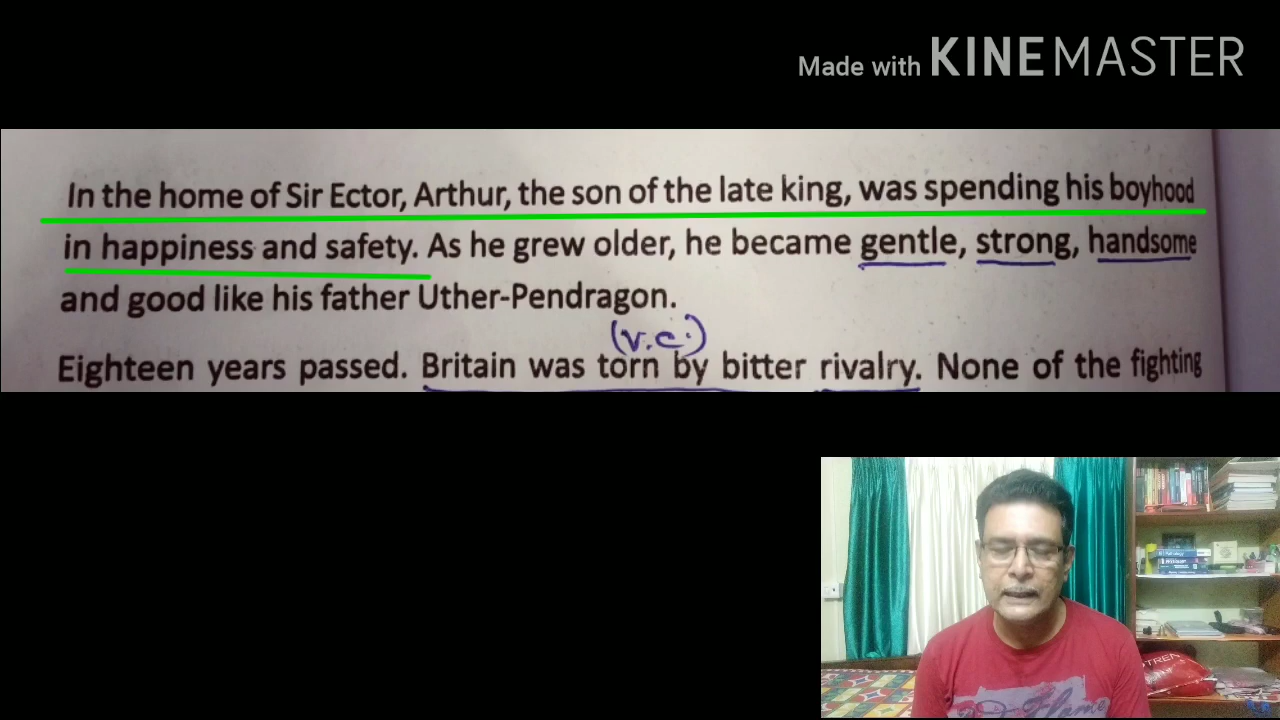 Made with KINEMASTER
In the home of Sir Ector, Arthur, the son of the late king, was spending his boyhood
in happiness and safety. As he grew older, he became gentle, strong, handsome
and good like his father Uther-Pendragon.
(v.c.)
Eighteen years passed. Britain was torn by bitter rivalry. None of the fighting